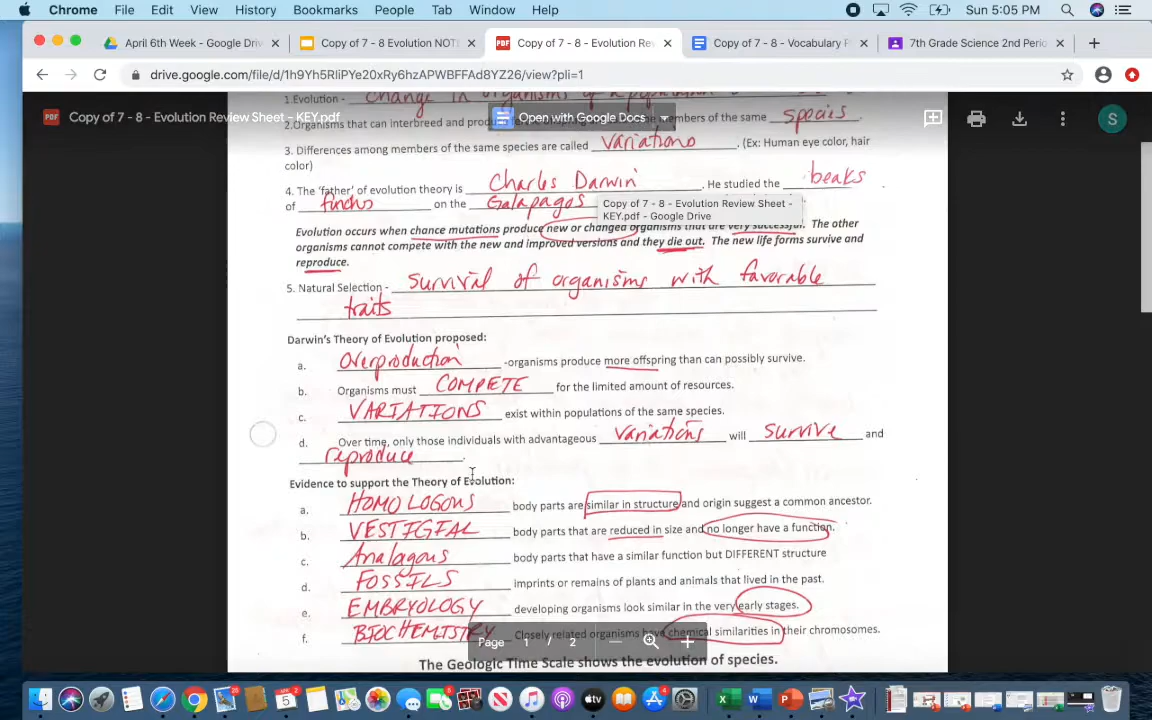 Chrome File Edit View History Bookmarks People Tab Window Help Sun 5:05 PM
April 6th Week - Google Driv Copy of 7 - 8 Evolution NOT Copy of 7 - 8 - Evolution Re Copy of 7 - 8 - Vocabulary P 7th Grade Science 2nd Perio
drive.google.com/file/d/1h9Yh5RliPYe20xRy6hzAPWBFFAd8YZ26/view?pli=1
1.Evolution - change in organisms of a
PDF Copy of 7 - 8 - Evolution Review Sheet - KEY.pdf Open with Google Docs S
2.Organisms that can interbreed and members of the same species.
3. Differences among members of the same species are called variations. (Ex: Human eye color, hair
color)
4. The 'father' of evolution theory is Charles Darwin. He studied the beaks
of finchs on the Galapagos
Copy of 7 - 8 - Evolution Review Sheet -
KEY.pdf - Google Drive
Evolution occurs when chance mutations produce new or changed organisms that are very successful. The other
organisms cannot compete with the new and improved versions and they die out. The new life forms survive and
reproduce.
5. Natural Selection - survival of organisms with favorable
traits
Darwin's Theory of Evolution proposed:
a. Overproduction -organisms produce more offspring than can possibly survive.
b. Organisms must COMPETE for the limited amount of resources.
c. VARIATIONS exist within populations of the same species.
d. Over time, only those individuals with advantageous variations will survive and
reproduce.
Evidence to support the Theory of Evolution:
a. HOMOLOGOUS body parts are similar in structure and origin suggest a common ancestor.
b. VESTIGIAL body parts that are reduced in size and no longer have a function.
c. Analagous body parts that have a similar function but DIFFERENT structure
d. FOSSILS imprints or remains of plants and animals that lived in the past.
e. EMBRYOLOGY developing organisms look similar in the very early stages.
f. BIOCHEMISTRY Closely related organisms have chemical similarities in their chromosomes.
Page 1 / 2
The Geologic Time Scale shows the evolution of species.